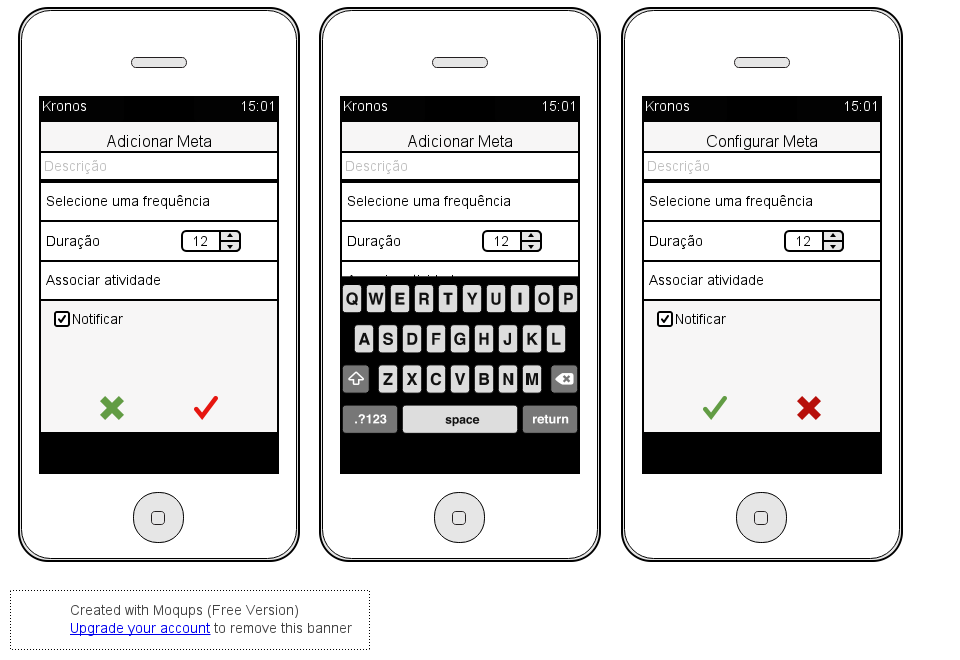 Kronos 15:01
Adicionar Meta
Descrição
Selecione uma frequência
Duração 12
Associar atividade
Notificar
Kronos 15:01
Adicionar Meta
Descrição
Selecione uma frequência
Duração 12
Q W E R T Y U I O P
A S D F G H J K L
Z X C V B N M
.?123 space return
Kronos 15:01
Configurar Meta
Descrição
Selecione uma frequência
Duração 12
Associar atividade
Notificar
Created with Moqups (Free Version)
Upgrade your account to remove this banner